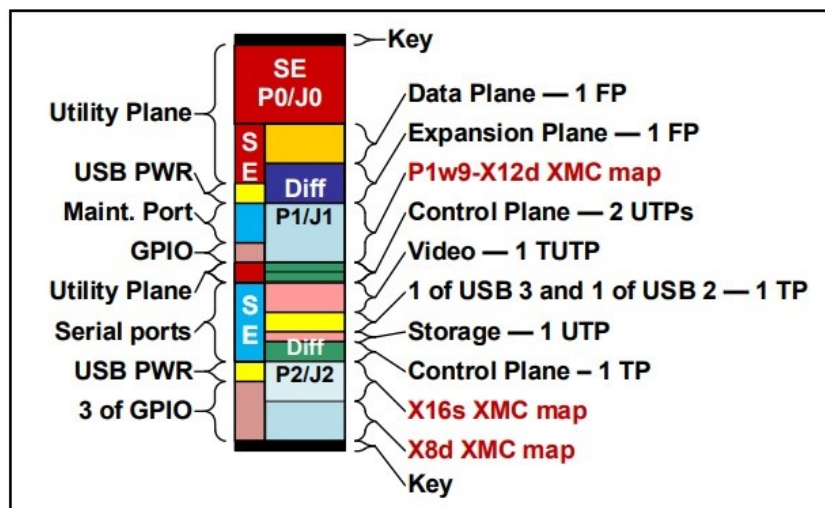 Key
SE
P0/J0
Utility Plane
Data Plane — 1 FP
Expansion Plane — 1 FP
S
E
USB PWR
Diff
P1w9-X12d XMC map
Maint. Port
P1/J1
Control Plane — 2 UTPs
GPIO
Video — 1 TUTP
Utility Plane
1 of USB 3 and 1 of USB 2 — 1 TP
Serial ports
S
E
Storage — 1 UTP
Diff
USB PWR
P2/J2
Control Plane – 1 TP
3 of GPIO
X16s XMC map
X8d XMC map
Key